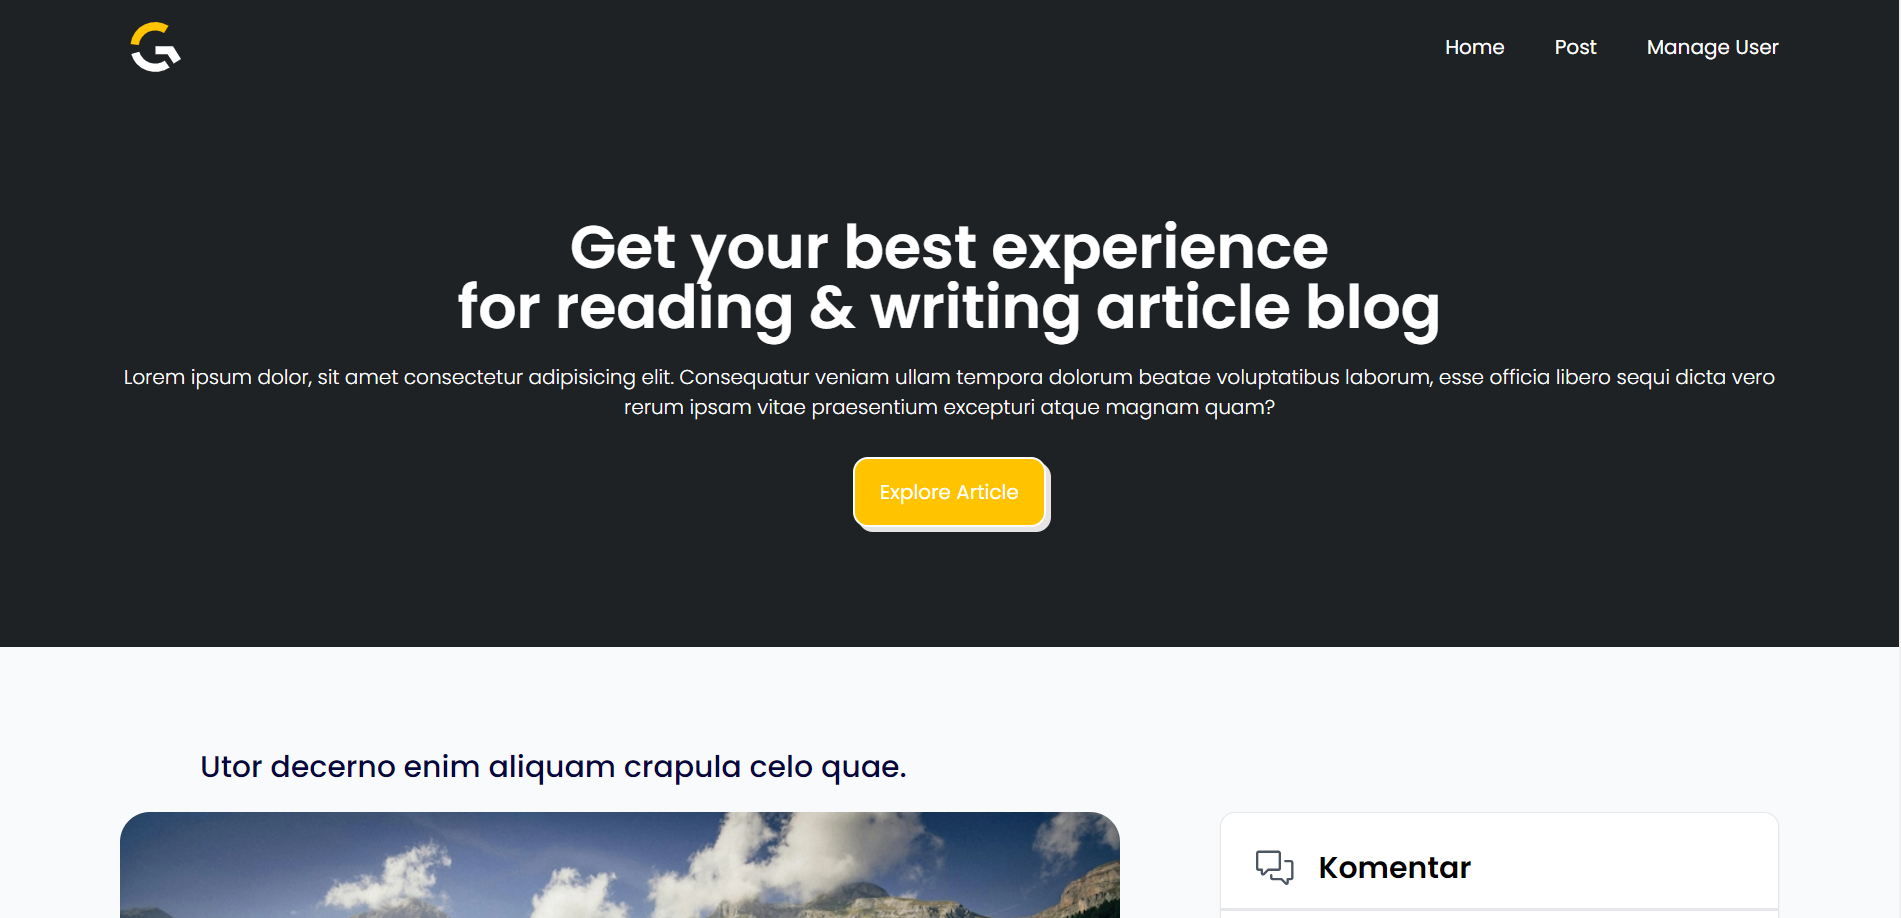 Home
Post
Manage User
Get your best experience
for reading & writing article blog
Lorem ipsum dolor, sit amet consectetur adipisicing elit. Consequatur veniam ullam tempora dolorum beatae voluptatibus laborum, esse officia libero sequi dicta vero
rerum ipsam vitae praesentium excepturi atque magnam quam?
Explore Article
Utor decerno enim aliquam crapula celo quae.
Komentar